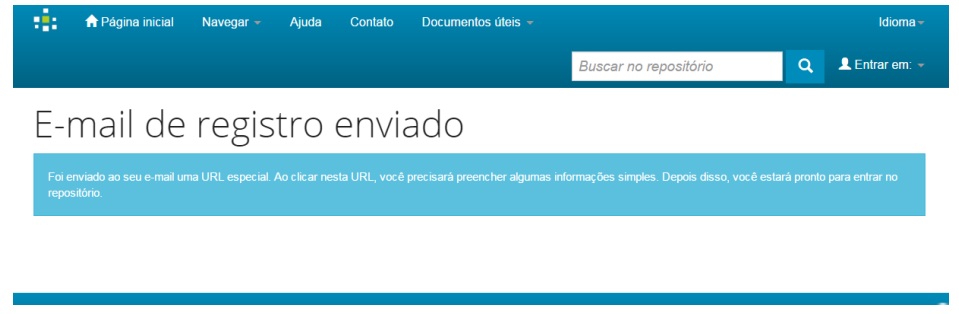 Página inicial Navegar Ajuda Contato Documentos úteis Idioma
Buscar no repositório Entrar em:
E-mail de registro enviado
Foi enviado ao seu e-mail uma URL especial. Ao clicar nesta URL, você precisará preencher algumas informações simples. Depois disso, você estará pronto para entrar no
repositório.